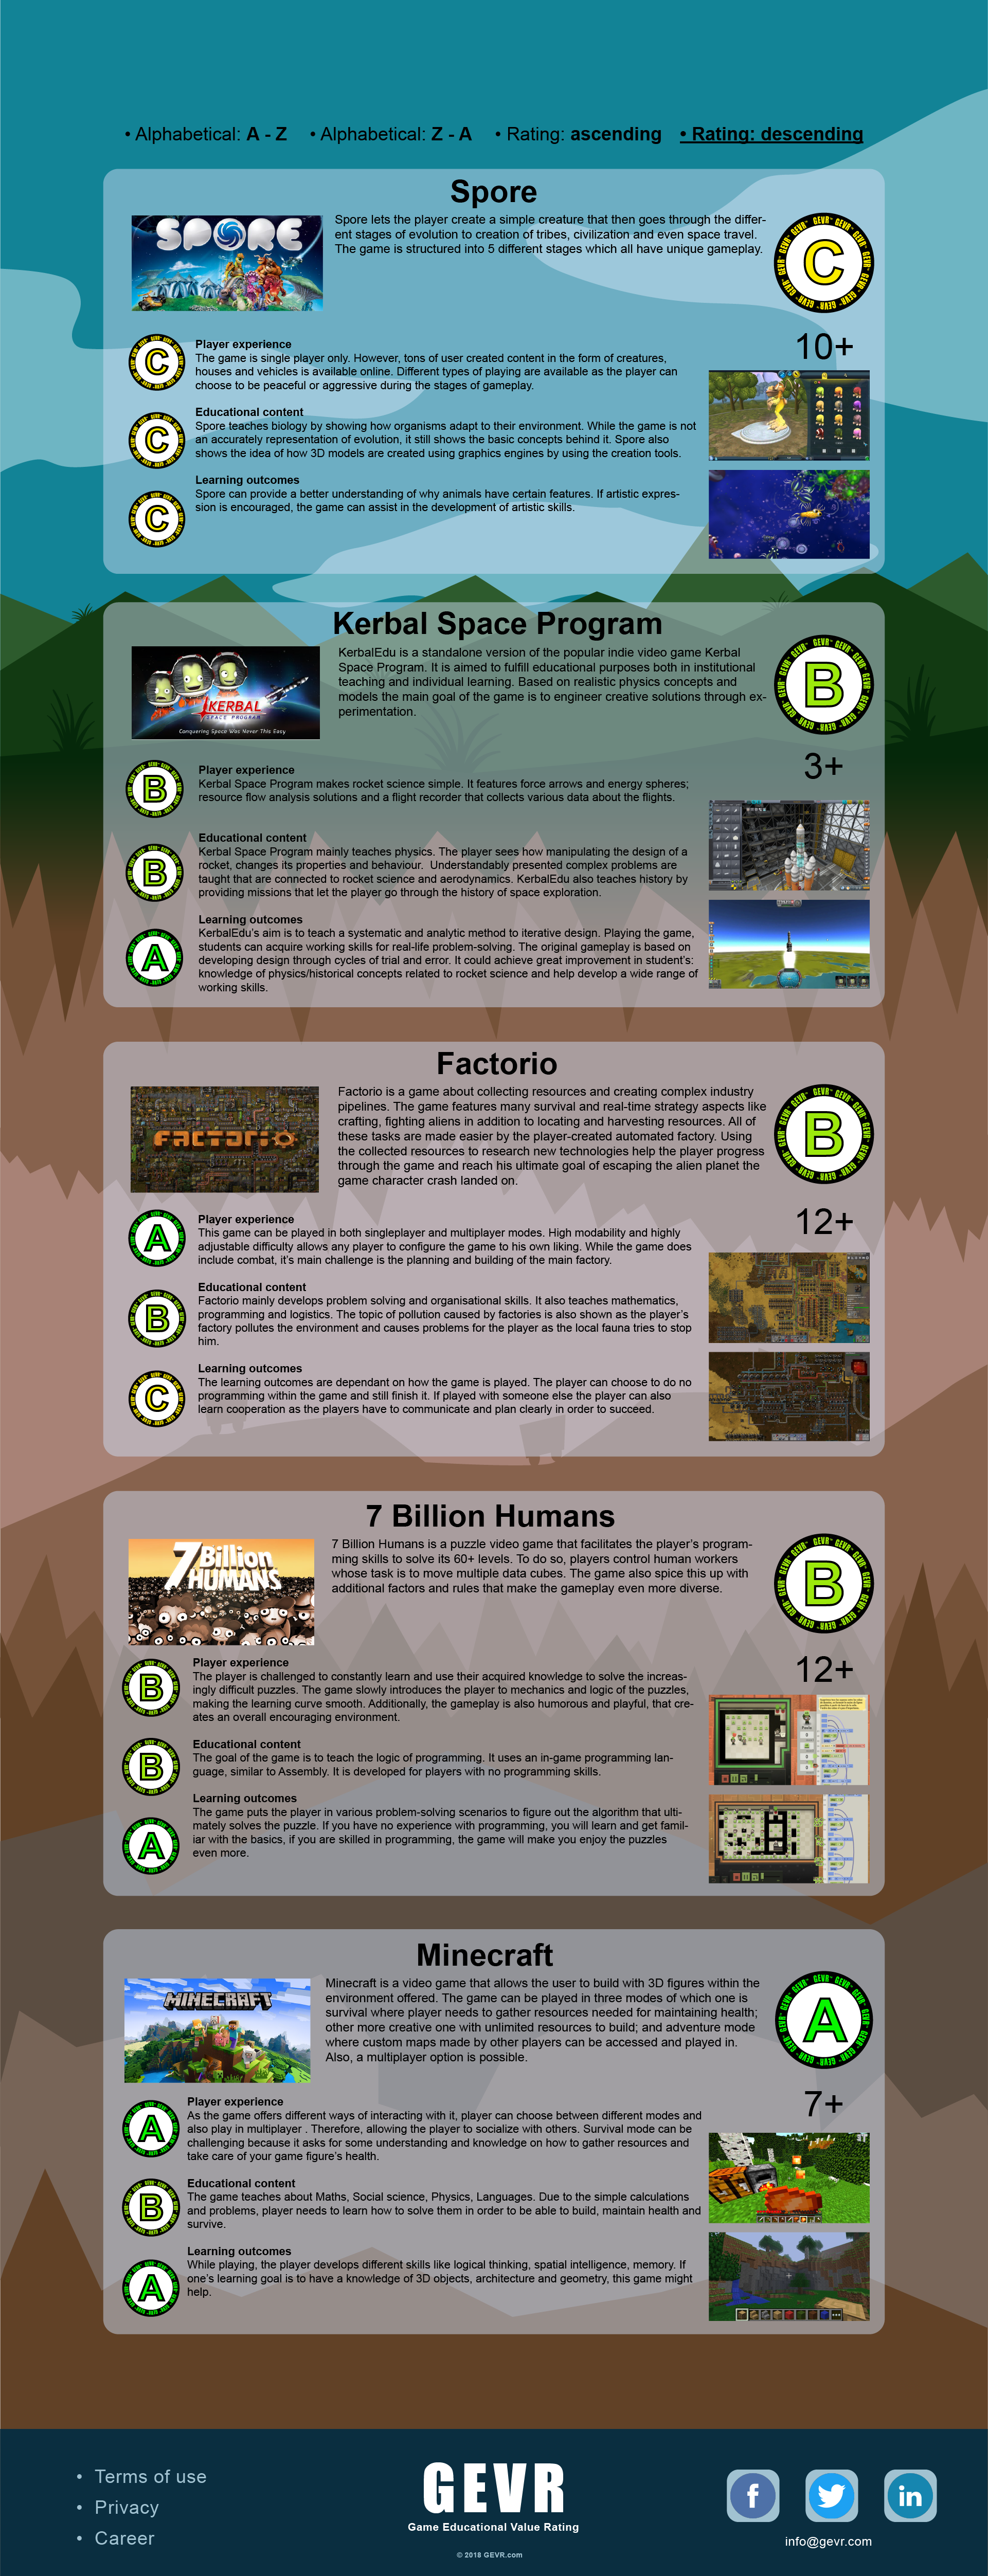 • Alphabetical: A - Z • Alphabetical: Z - A • Rating: ascending • Rating: descending
Spore
SPORE
Spore lets the player create a simple creature that then goes through the differ-
ent stages of evolution to creation of tribes, civilization and even space travel.
The game is structured into 5 different stages which all have unique gameplay.
GEVR GEVR GEVR GEVR GEVR GEVR GEVR GEVR
C
10+
C
Player experience
The game is single player only. However, tons of user created content in the form of creatures,
houses and vehicles is available online. Different types of playing are available as the player can
choose to be peaceful or aggressive during the stages of gameplay.
C
Educational content
Spore teaches biology by showing how organisms adapt to their environment. While the game is not
an accurately representation of evolution, it still shows the basic concepts behind it. Spore also
shows the idea of how 3D models are created using graphics engines by using the creation tools.
C
Learning outcomes
Spore can provide a better understanding of why animals have certain features. If artistic expres-
sion is encouraged, the game can assist in the development of artistic skills.
Kerbal Space Program
KERBAL
SPACE PROGRAM
Conquering Space Was Never This Easy
KerbalEdu is a standalone version of the popular indie video game Kerbal
Space Program. It is aimed to fulfill educational purposes both in institutional
teaching and individual learning. Based on realistic physics concepts and
models the main goal of the game is to engineer creative solutions through ex-
perimentation.
B
3+
B
Player experience
Kerbal Space Program makes rocket science simple. It features force arrows and energy spheres;
resource flow analysis solutions and a flight recorder that collects various data about the flights.
B
Educational content
Kerbal Space Program mainly teaches physics. The player sees how manipulating the design of a
rocket, changes its properties and behaviour.  Understandably presented complex problems are
taught that are connected to rocket science and aerodynamics. KerbalEdu also teaches history by
providing missions that let the player go through the history of space exploration.
A
Learning outcomes
KerbalEdu's aim is to teach a systematic and analytic method to iterative design. Playing the game,
students can acquire working skills for real-life problem-solving. The original gameplay is based on
developing design through cycles of trial and error. It could achieve great improvement in student's:
knowledge of physics/historical concepts related to rocket science and help develop a wide range of
working skills.
Factorio
FACTORIO
Factorio is a game about collecting resources and creating complex industry
pipelines. The game features many survival and real-time strategy aspects like
crafting, fighting aliens in addition to locating and harvesting resources. All of
these tasks are made easier by the player-created automated factory. Using
the collected resources to research new technologies help the player progress
through the game and reach his ultimate goal of escaping the alien planet the
game character crash landed on.
B
12+
A
Player experience
This game can be played in both singleplayer and multiplayer modes. High modability and highly
adjustable difficulty allows any player to configure the game to his own liking. While the game does
include combat, it's main challenge is the planning and building of the main factory.
B
Educational content
Factorio mainly develops problem solving and organisational skills. It also teaches mathematics,
programming and logistics. The topic of pollution caused by factories is also shown as the player's
factory pollutes the environment and causes problems for the player as the local fauna tries to stop
him.
C
Learning outcomes
The learning outcomes are dependant on how the game is played. The player can choose to do no
programming within the game and still finish it. If played with someone else the player can also
learn cooperation as the players have to communicate and plan clearly in order to succeed.
7 Billion Humans
7 Billion
HUMANS
7 Billion Humans is a puzzle video game that facilitates the player's program-
ming skills to solve its 60+ levels. To do so, players control human workers
whose task is to move multiple data cubes. The game also spice this up with
additional factors and rules that make the gameplay even more diverse.
B
12+
B
Player experience
The player is challenged to constantly learn and use their acquired knowledge to solve the increas-
ingly difficult puzzles. The game slowly introduces the player to mechanics and logic of the puzzles,
making the learning curve smooth. Additionally, the gameplay is also humorous and playful, that cre-
ates an overall encouraging environment.
B
Educational content
The goal of the game is to teach the logic of programming. It uses an in-game programming lan-
guage, similar to Assembly. It is developed for players with no programming skills.
A
Learning outcomes
The game puts the player in various problem-solving scenarios to figure out the algorithm that ulti-
mately solves the puzzle. If you have no experience with programming, you will learn and get famil-
iar with the basics, if you are skilled in programming, the game will make you enjoy the puzzles
even more.
Minecraft
MINECRAFT
Minecraft is a video game that allows the user to build with 3D figures within the
environment offered. The game can be played in three modes of which one is
survival where player needs to gather resources needed for maintaining health;
other more creative one with unlimited resources to build; and adventure mode
where custom maps made by other players can be accessed and played in.
Also, a multiplayer option is possible.
A
7+
A
Player experience
As the game offers different ways of interacting with it, player can choose between different modes and
also play in multiplayer . Therefore, allowing the player to socialize with others. Survival mode can be
challenging because it asks for some understanding and knowledge on how to gather resources and
take care of your game figure's health.
B
Educational content
The game teaches about Maths, Social science, Physics, Languages. Due to the simple calculations
and problems, player needs to learn how to solve them in order to be able to build, maintain health and
survive.
A
Learning outcomes
While playing, the player develops different skills like logical thinking, spatial intelligence, memory. If
one's learning goal is to have a knowledge of 3D objects, architecture and geometry, this game might
help.
• Terms of use
• Privacy
• Career
GEVR
Game Educational Value Rating
© 2018 GEVR.com
f
in
info@gevr.com